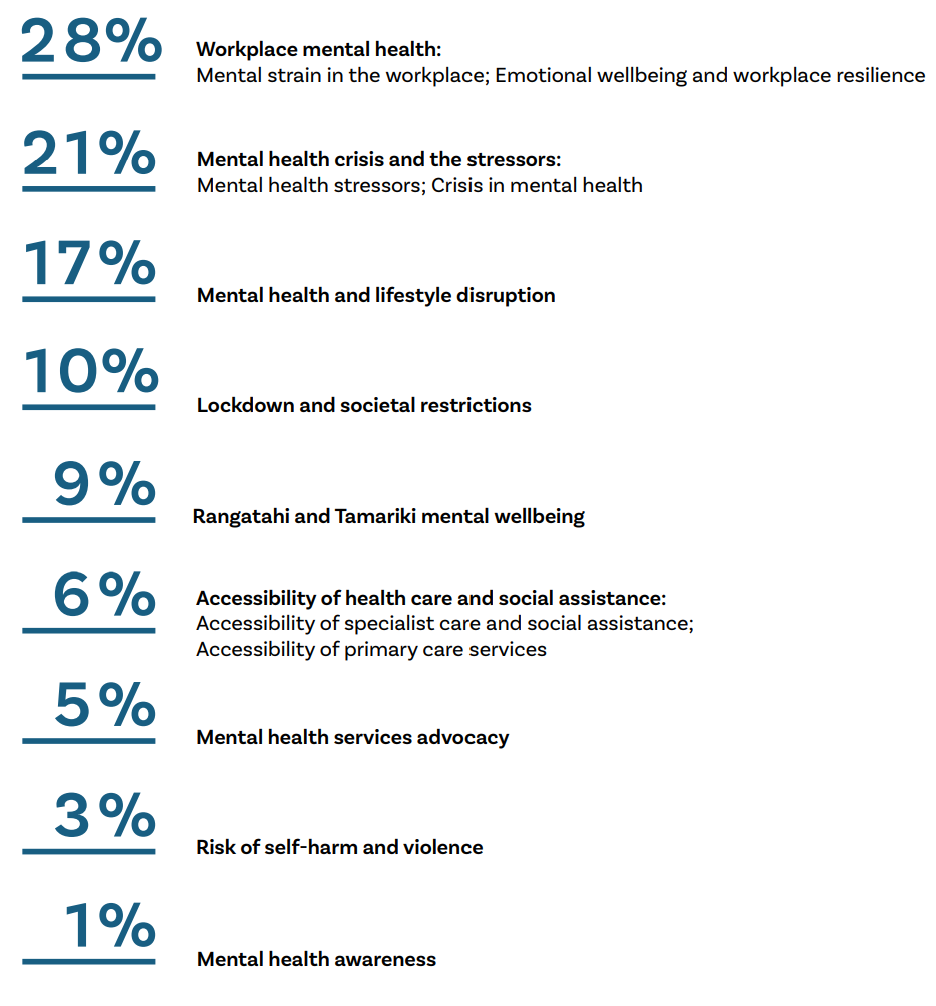 28%
Workplace mental health:
Mental strain in the workplace; Emotional wellbeing and workplace resilience
21%
Mental health crisis and the stressors:
Mental health stressors; Crisis in mental health
17%
Mental health and lifestyle disruption
10%
Lockdown and societal restrictions
9%
Rangatahi and Tamariki mental wellbeing
6%
Accessibility of health care and social assistance:
Accessibility of specialist care and social assistance;
Accessibility of primary care services
5%
Mental health services advocacy
3%
Risk of self-harm and violence
1%
Mental health awareness